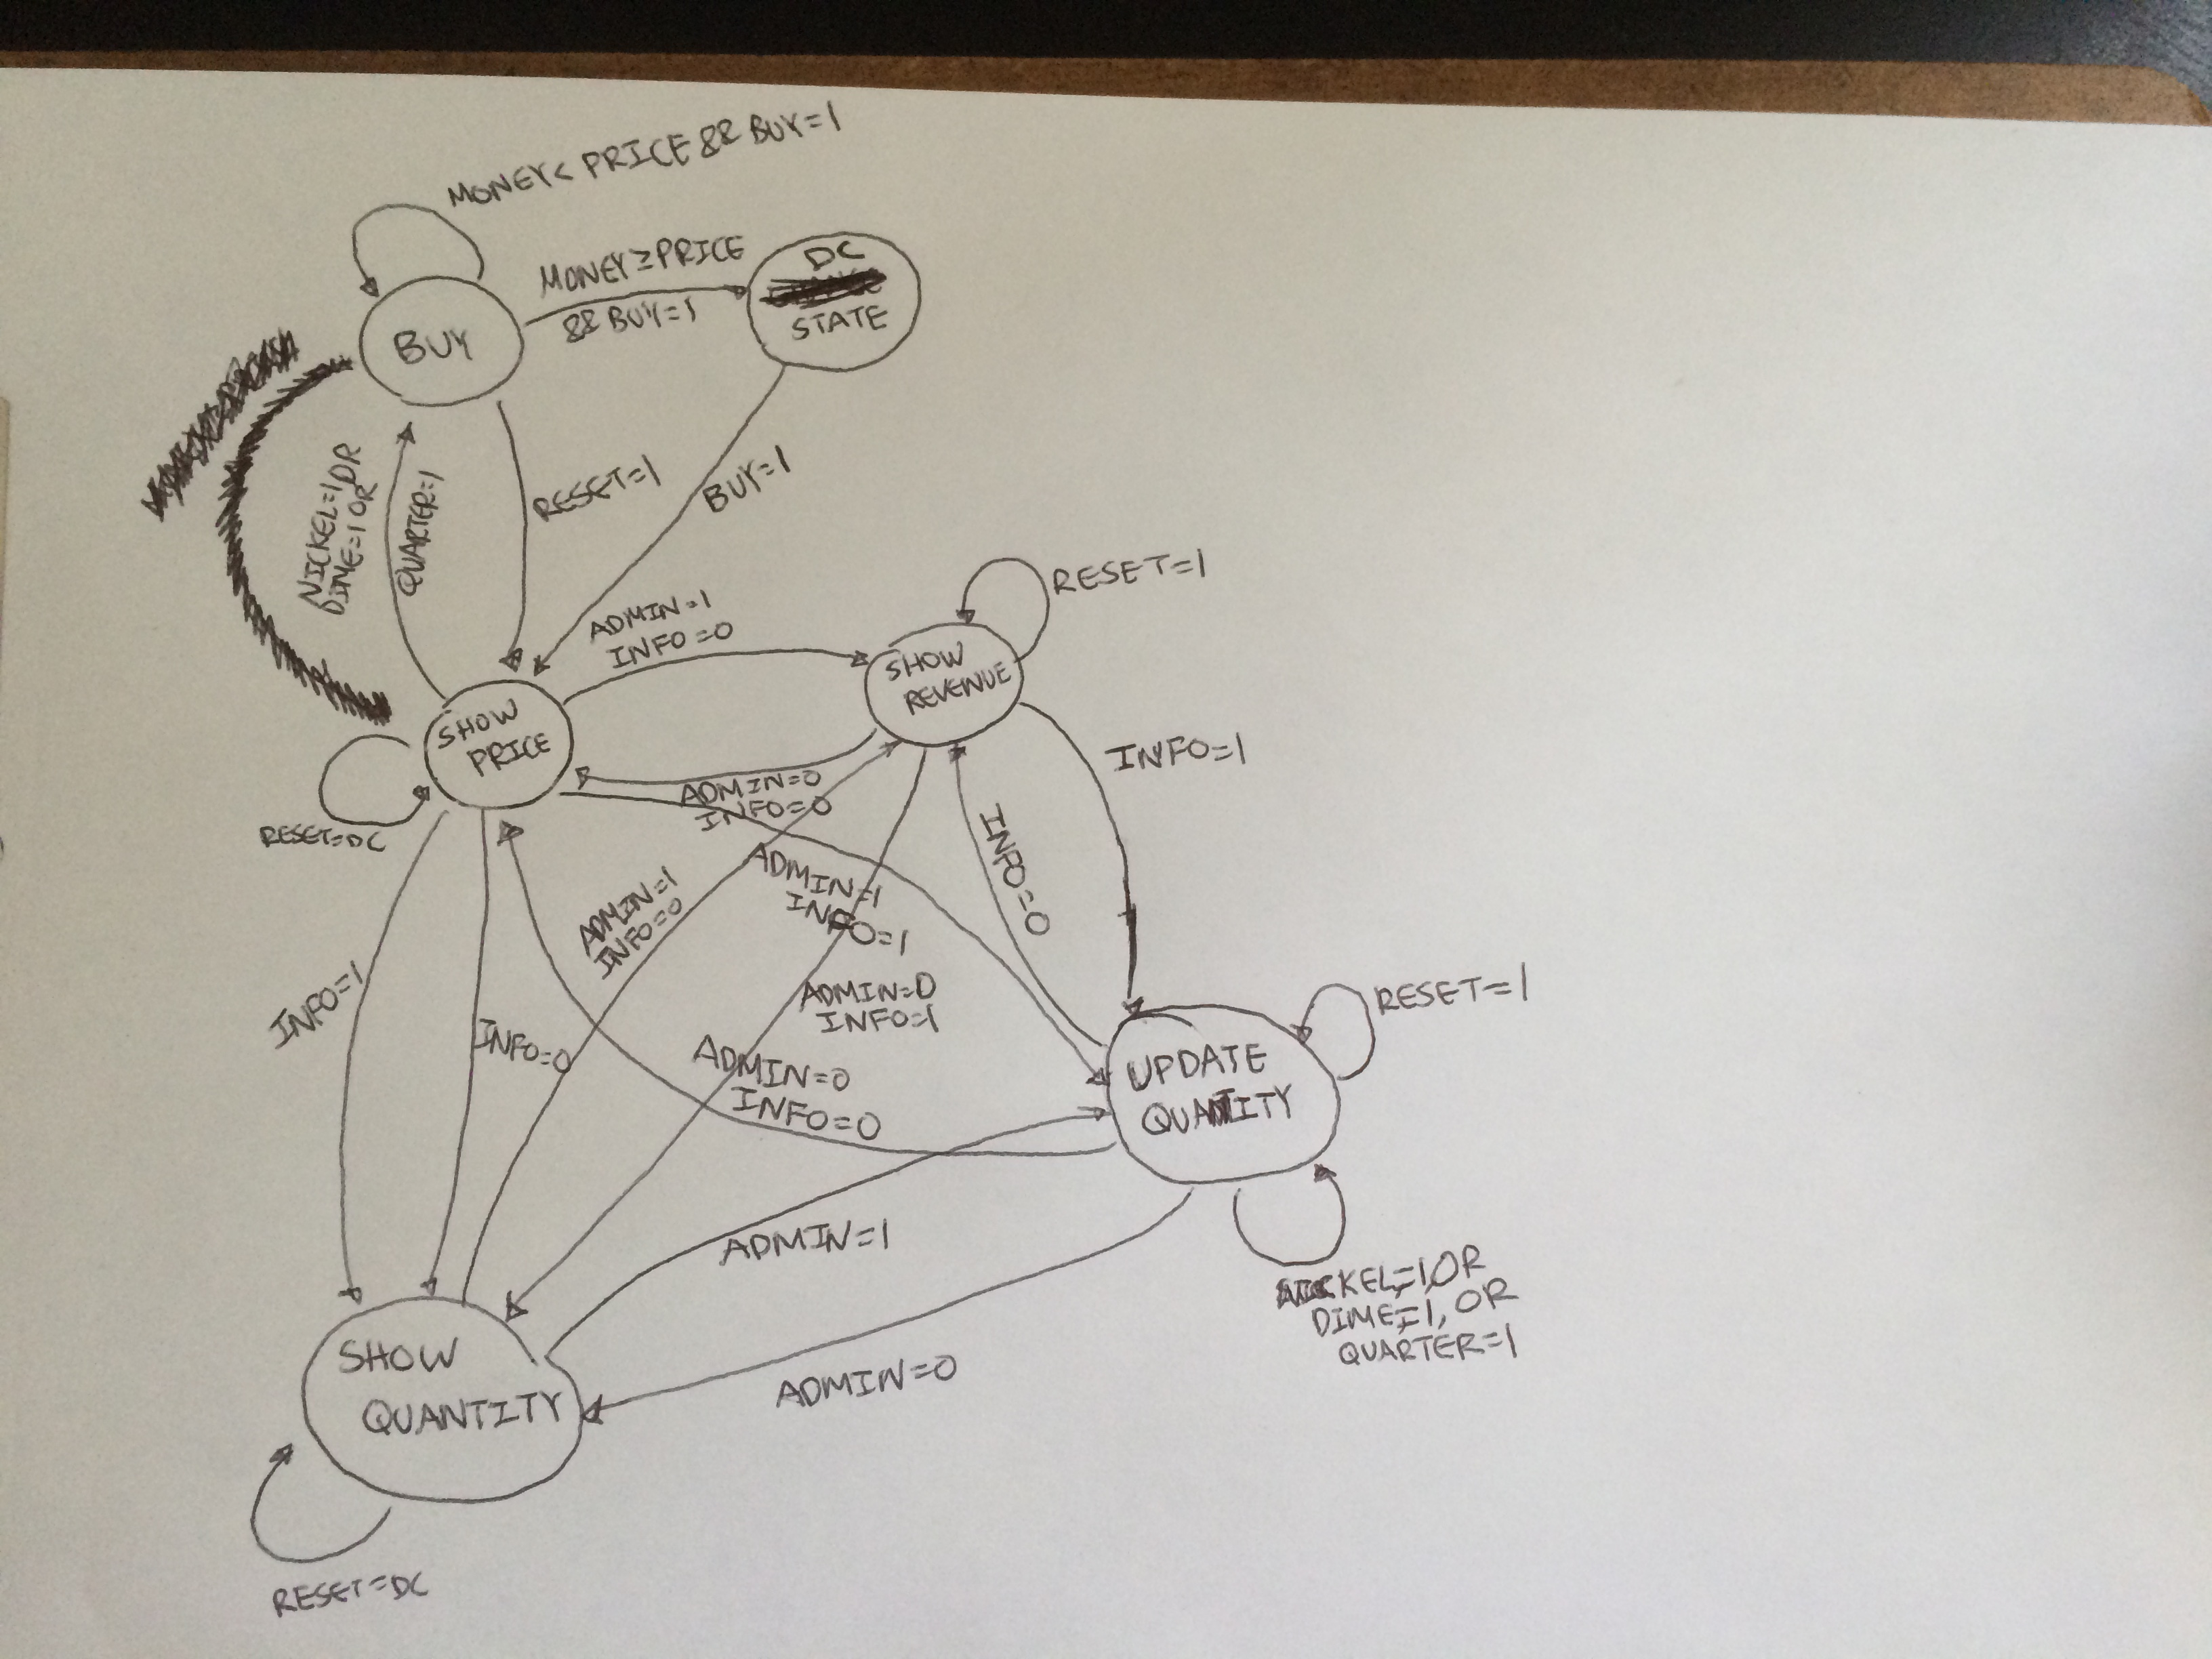 MONEY < PRICE && BUY=1
BUY
MONEY ≥ PRICE
&& BUY=1
DC
STATE
NICKEL=1 OR
DIME=1 OR
QUARTER=1
RESET=1
BUY=1
RESET=DC
SHOW
PRICE
ADMIN=1
INFO=0
SHOW
REVENUE
RESET=1
INFO=1
INFO=0
ADMIN=1
INFO=0
ADMIN=0
INFO=0
ADMIN=1
INFO=1
INFO=0
INFO=1
ADMIN=0
INFO=0
ADMIN=0
INFO=1
SHOW
QUANTITY
RESET=DC
ADMIN=1
ADMIN=0
UPDATE
QUANITY
RESET=1
NICKEL=1, OR
DIME=1, OR
QUARTER=1